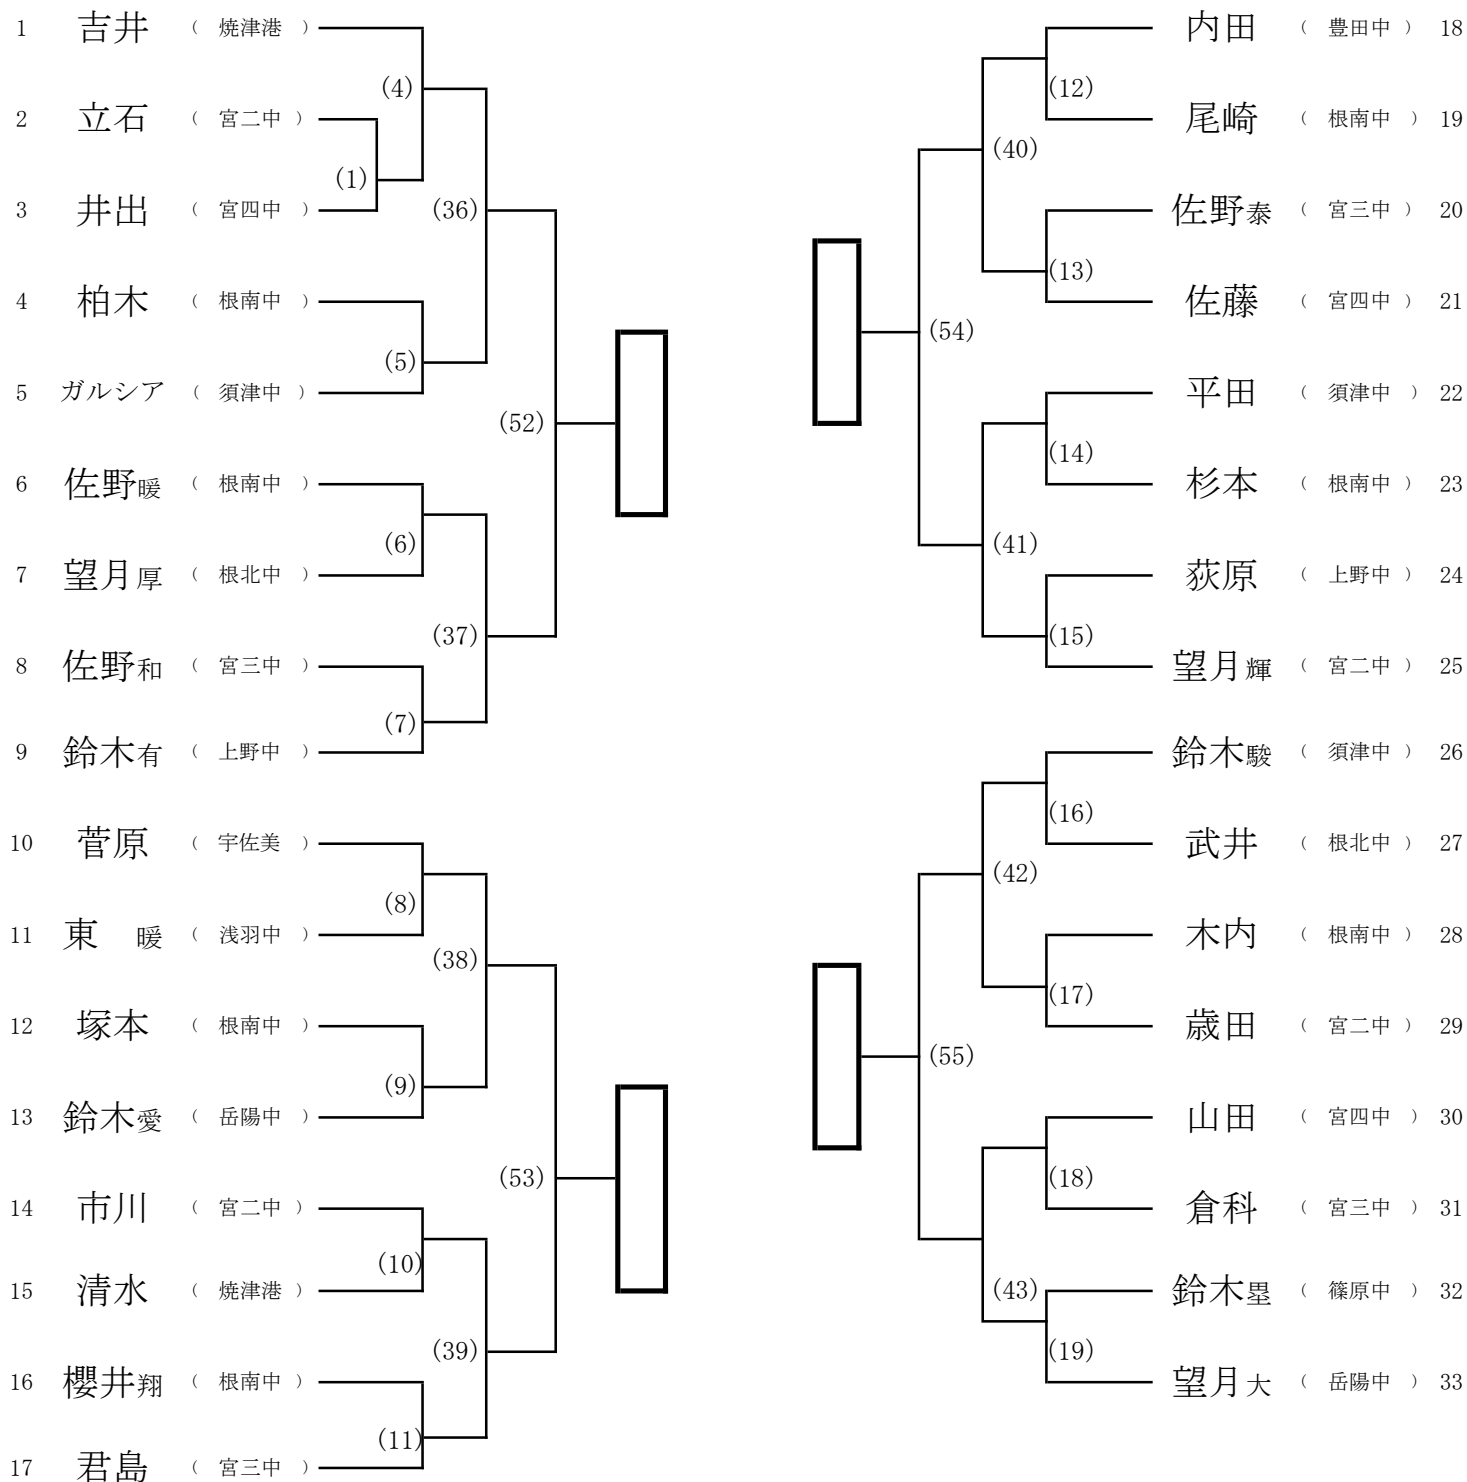 1 吉井 （ 焼津港 ）
(4)
2 立石 （ 宮二中 ）
(1)
3 井出 （ 宮四中 ）
(36)
4 柏木 （ 根南中 ）
(5)
5 ガルシア （ 須津中 ）
(52)
6 佐野暖 （ 根南中 ）
(6)
7 望月厚 （ 根北中 ）
(37)
8 佐野和 （ 宮三中 ）
(7)
9 鈴木有 （ 上野中 ）
10 菅原 （ 宇佐美 ）
(8)
11 東　暖 （ 浅羽中 ）
(38)
12 塚本 （ 根南中 ）
(9)
13 鈴木愛 （ 岳陽中 ）
(53)
14 市川 （ 宮二中 ）
(10)
15 清水 （ 焼津港 ）
(39)
16 櫻井翔 （ 根南中 ）
(11)
17 君島 （ 宮三中 ）
内田 （ 豊田中 ） 18
(12)
尾崎 （ 根南中 ） 19
(40)
佐野泰 （ 宮三中 ） 20
(13)
佐藤 （ 宮四中 ） 21
(54)
平田 （ 須津中 ） 22
(14)
杉本 （ 根南中 ） 23
(41)
荻原 （ 上野中 ） 24
(15)
望月輝 （ 宮二中 ） 25
鈴木駿 （ 須津中 ） 26
(16)
武井 （ 根北中 ） 27
(42)
木内 （ 根南中 ） 28
(17)
歳田 （ 宮二中 ） 29
(55)
山田 （ 宮四中 ） 30
(18)
倉科 （ 宮三中 ） 31
(43)
鈴木塁 （ 篠原中 ） 32
(19)
望月大 （ 岳陽中 ） 33